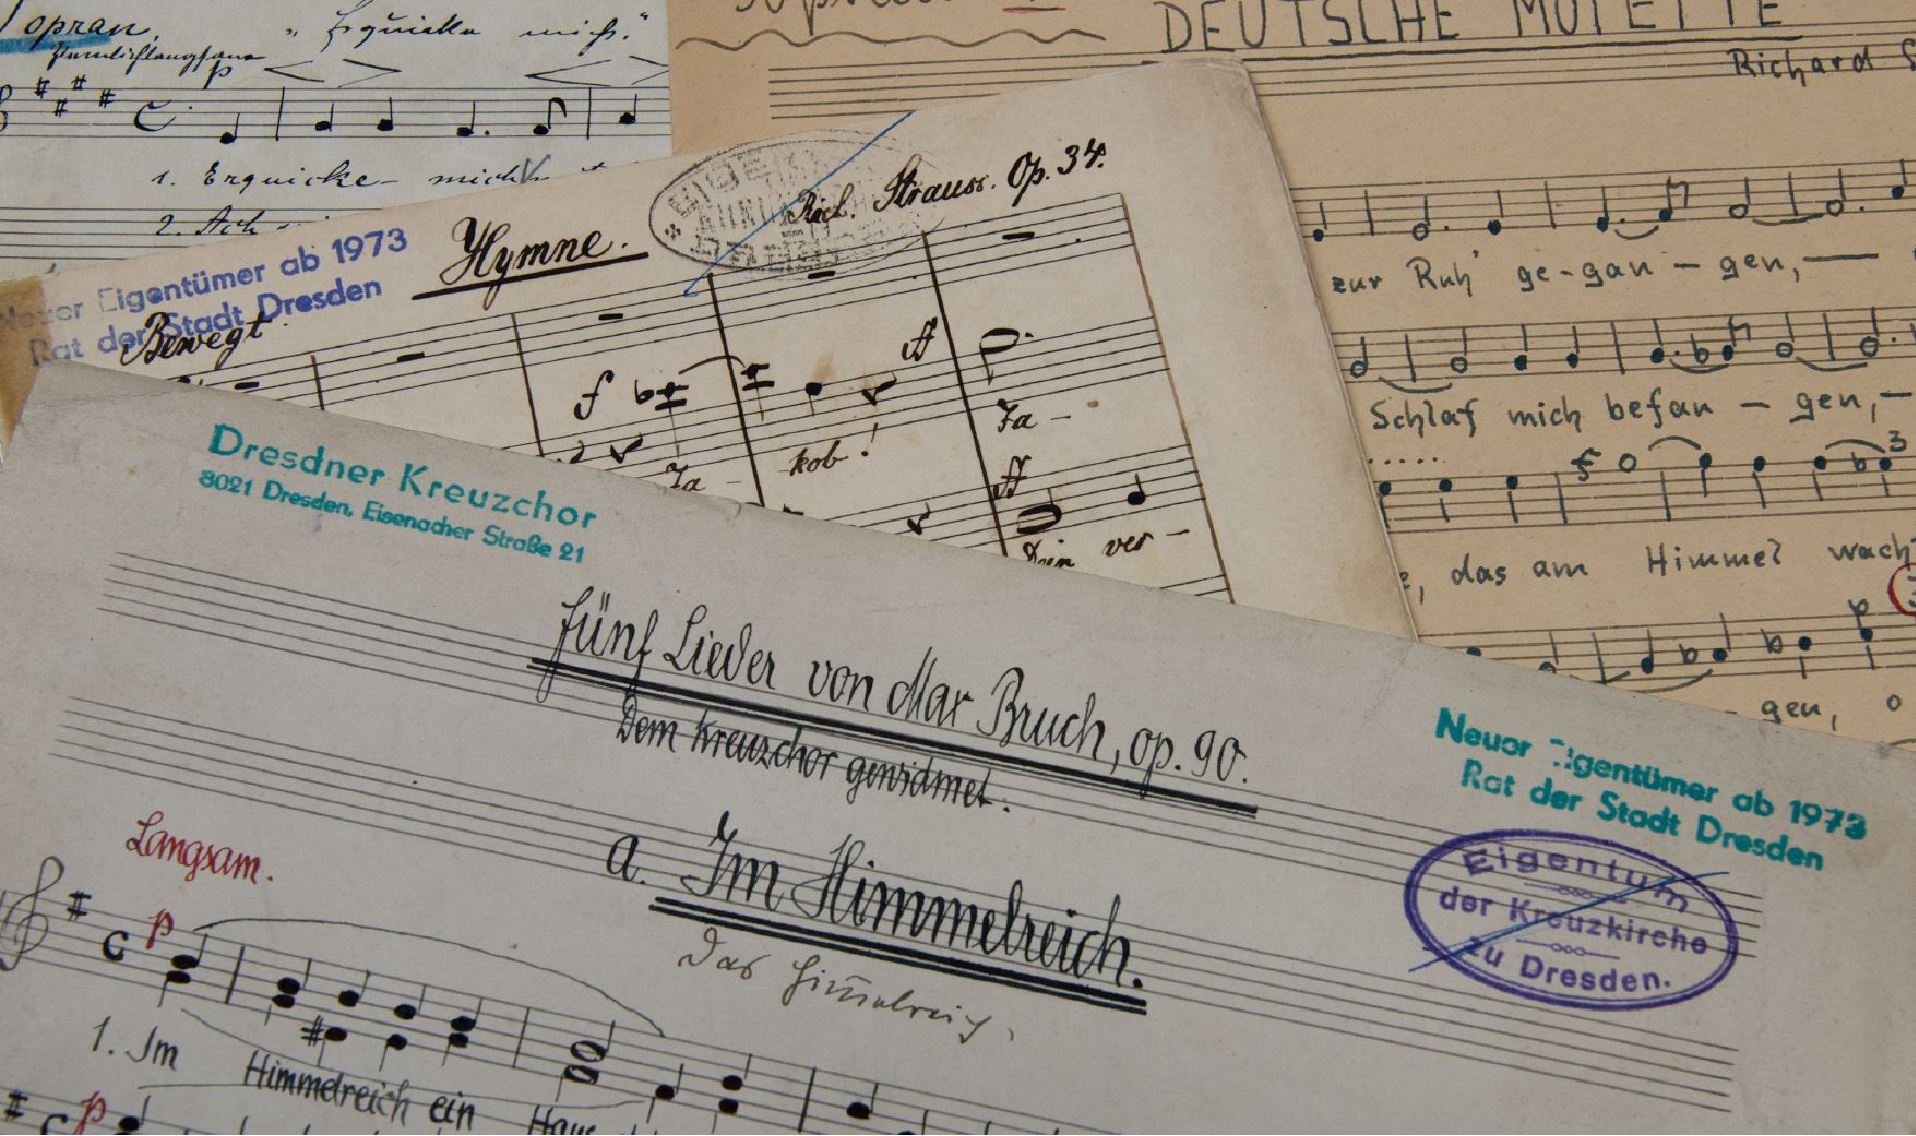 Sopran.
„Erquicke mich."
p
1. Erquicke- mich
2. Ach
DEUTSCHE MOTETTE
Richard S
zur Ruh' ge-gan - gen, —
Schlaf mich befan - gen, -
3
, das am Himmel wach
gen, o
Hymne.
Rich. Strauss. Op. 34.
Neuer Eigentümer ab 1973
Rat der Stadt Dresden
Bewegt
f
ff
Ja - kob! Ja -
ff
Dein ver -
Dresdner Kreuzchor
8021 Dresden, Eisenacher Straße 21
Fünf Lieder von Max Bruch, op. 90.
Dem Kreuzchor gewidmet.
a. Im Himmelreich.
Das Himmelreich,
Neuer Eigentümer ab 1973
Rat der Stadt Dresden
Eigentum
der Kreuzkirche
zu Dresden.
Langsam.
p
1. Im Himmelreich ein Haus
p